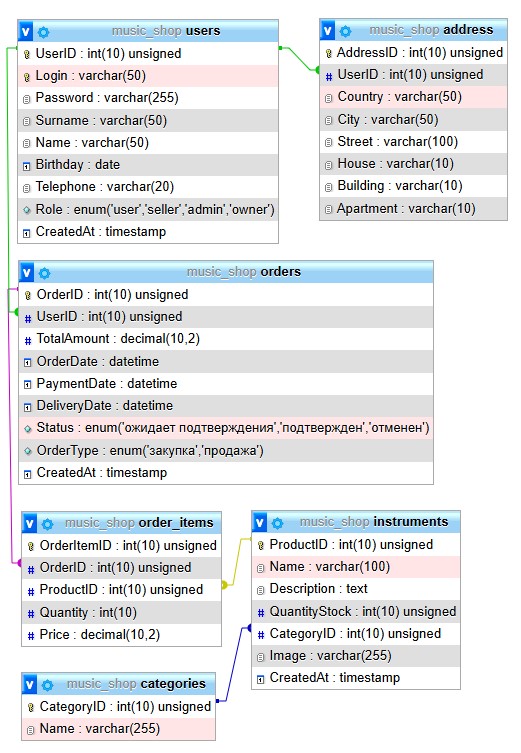 music_shop users
UserID : int(10) unsigned
Login : varchar(50)
Password : varchar(255)
Surname : varchar(50)
Name : varchar(50)
Birthday : date
Telephone : varchar(20)
Role : enum('user','seller','admin','owner')
CreatedAt : timestamp
music_shop address
AddressID : int(10) unsigned
UserID : int(10) unsigned
Country : varchar(50)
City : varchar(50)
Street : varchar(100)
House : varchar(10)
Building : varchar(10)
Apartment : varchar(10)
music_shop orders
OrderID : int(10) unsigned
UserID : int(10) unsigned
TotalAmount : decimal(10,2)
OrderDate : datetime
PaymentDate : datetime
DeliveryDate : datetime
Status : enum('ожидает подтверждения','подтвержден','отменен')
OrderType : enum('закупка','продажа')
CreatedAt : timestamp
music_shop order_items
OrderItemID : int(10) unsigned
OrderID : int(10) unsigned
ProductID : int(10) unsigned
Quantity : int(10)
Price : decimal(10,2)
music_shop instruments
ProductID : int(10) unsigned
Name : varchar(100)
Description : text
QuantityStock : int(10) unsigned
CategoryID : int(10) unsigned
Image : varchar(255)
CreatedAt : timestamp
music_shop categories
CategoryID : int(10) unsigned
Name : varchar(255)